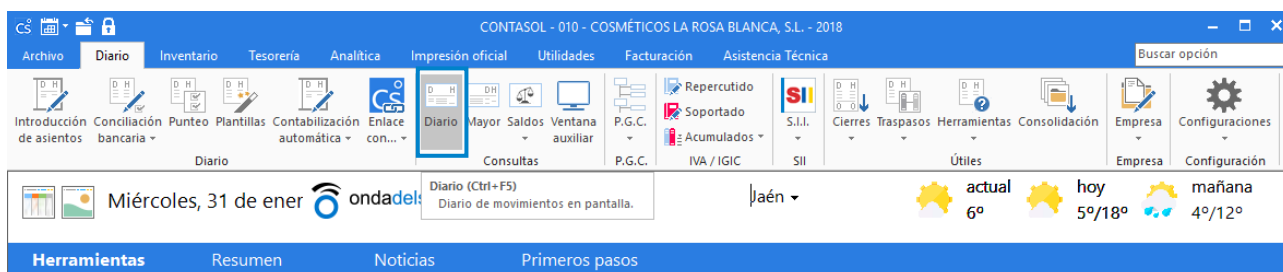 CONTASOL - 010 - COSMÉTICOS LA ROSA BLANCA, S.L. - 2018
Archivo Diario Inventario Tesorería Analítica Impresión oficial Utilidades Facturación Asistencia Técnica Buscar opción
Introducción de asientos
Conciliación bancaria
Punteo
Plantillas
Contabilización automática
Enlace con...
Diario
Diario
Mayor
Saldos
Ventana auxiliar
Consultas
P.G.C.
P.G.C.
Repercutido
Soportado
Acumulados
IVA / IGIC
SII
S.I.I.
SII
Cierres
Traspasos
Herramientas
Consolidación
Útiles
Empresa
Empresa
Configuraciones
Configuración
Miércoles, 31 de ener
ondadels
Diario (Ctrl+F5)
Diario de movimientos en pantalla.
Jaén
actual
6º
hoy
5º/18º
mañana
4º/12º
Herramientas Resumen Noticias Primeros pasos